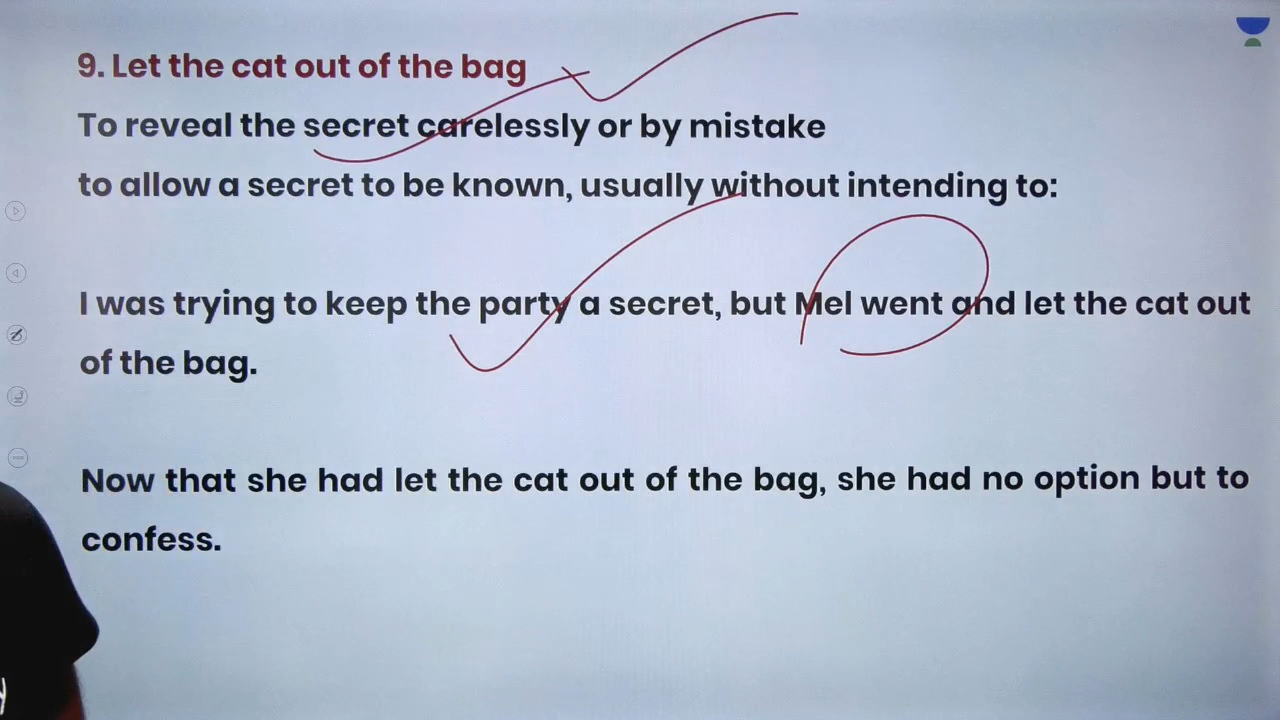 9. Let the cat out of the bag
To reveal the secret carelessly or by mistake
to allow a secret to be known, usually without intending to:
I was trying to keep the party a secret, but Mel went and let the cat out
of the bag.
Now that she had let the cat out of the bag, she had no option but to
confess.